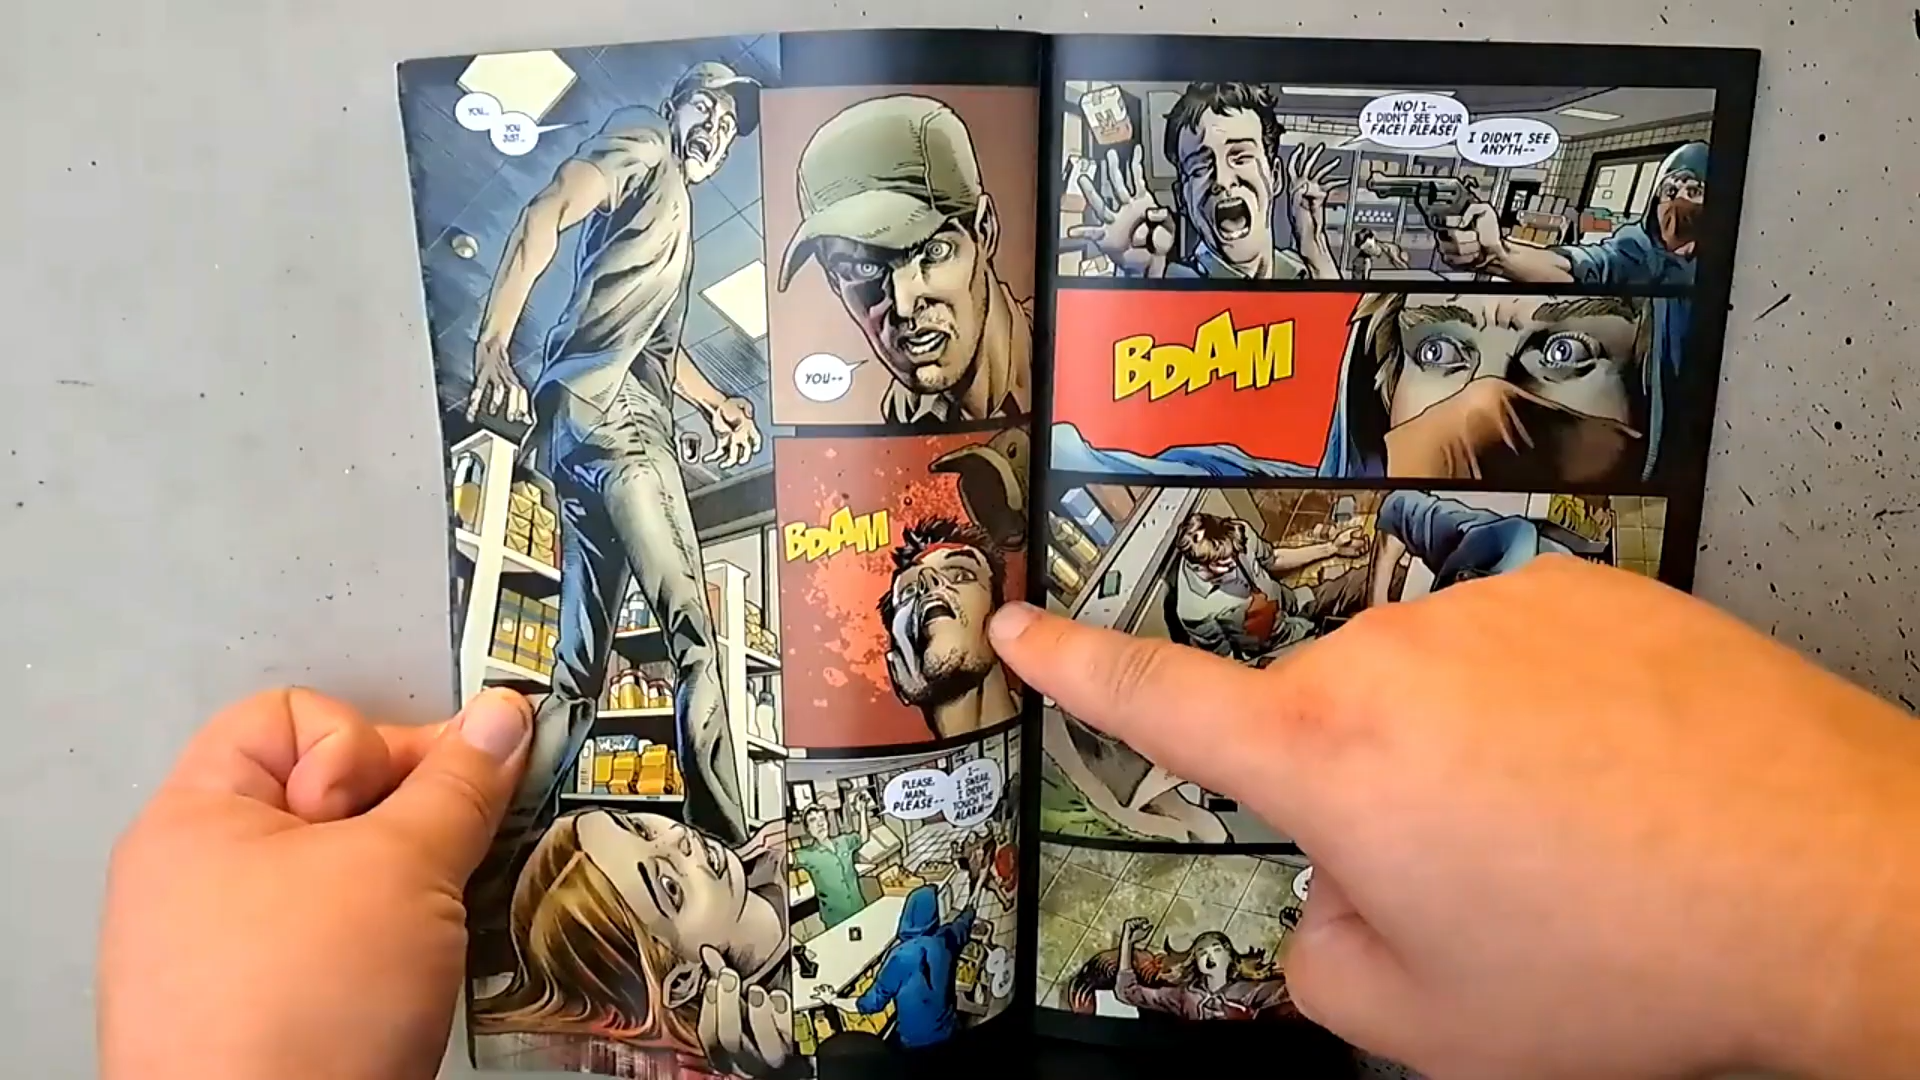 YOU...
YOU
JUST...
YOU--
BDAM
PLEASE,
MAN...
PLEASE--
I--
I SWEAR,
I DIDN'T
TOUCH THE
ALARM--
NO! I--
I DIDN'T SEE YOUR
FACE! PLEASE!
I DIDN'T SEE
ANYTH--
BDAM